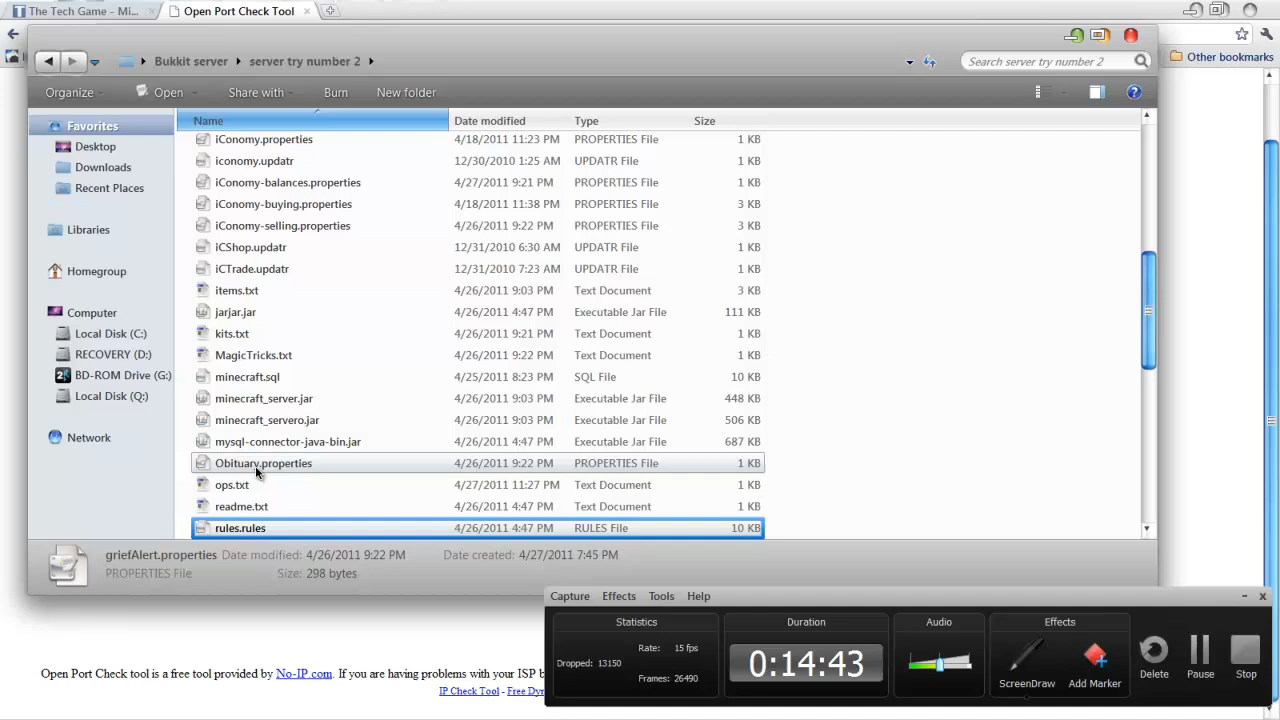 The Tech Game - Mi...
Open Port Check Tool
Bukkit server
server try number 2
Search server try number 2
Other bookmarks
Organize
Open
Share with
Burn
New folder
Favorites
Desktop
Downloads
Recent Places
Libraries
Homegroup
Computer
Local Disk (C:)
RECOVERY (D:)
BD-ROM Drive (G:)
Local Disk (Q:)
Network
Name Date modified Type Size
iConomy.properties 4/18/2011 11:23 PM PROPERTIES File 1 KB
iconomy.updatr 12/30/2010 1:25 AM UPDATR File 1 KB
iConomy-balances.properties 4/27/2011 9:21 PM PROPERTIES File 1 KB
iConomy-buying.properties 4/18/2011 11:38 PM PROPERTIES File 3 KB
iConomy-selling.properties 4/26/2011 9:22 PM PROPERTIES File 3 KB
iCShop.updatr 12/31/2010 6:30 AM UPDATR File 1 KB
iCTrade.updatr 12/31/2010 7:23 AM UPDATR File 1 KB
items.txt 4/26/2011 9:03 PM Text Document 3 KB
jarjar.jar 4/26/2011 4:47 PM Executable Jar File 111 KB
kits.txt 4/26/2011 9:21 PM Text Document 1 KB
MagicTricks.txt 4/26/2011 9:22 PM Text Document 1 KB
minecraft.sql 4/25/2011 8:23 PM SQL File 10 KB
minecraft_server.jar 4/26/2011 9:03 PM Executable Jar File 448 KB
minecraft_servero.jar 4/26/2011 9:03 PM Executable Jar File 506 KB
mysql-connector-java-bin.jar 4/26/2011 4:47 PM Executable Jar File 687 KB
Obituary.properties 4/26/2011 9:22 PM PROPERTIES File 1 KB
ops.txt 4/27/2011 11:27 PM Text Document 1 KB
readme.txt 4/26/2011 4:47 PM Text Document 1 KB
rules.rules 4/26/2011 4:47 PM RULES File 10 KB
griefAlert.properties Date modified: 4/26/2011 9:22 PM Date created: 4/27/2011 7:45 PM
PROPERTIES File Size: 298 bytes
Capture Effects Tools Help
Statistics
Dropped: 13150
Rate: 15 fps
Frames: 26490
Duration
0:14:43
Audio
Effects
ScreenDraw
Add Marker
Delete
Pause
Stop
Open Port Check tool is a free tool provided by No-IP.com. If you are having problems with your ISP
IP Check Tool - Free